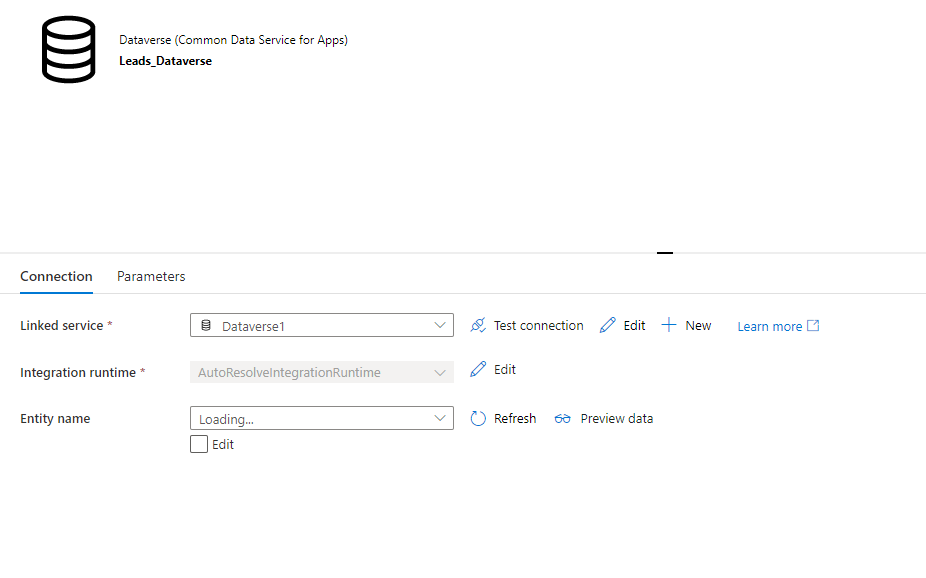 Dataverse (Common Data Service for Apps)
Leads_Dataverse
Connection Parameters
Linked service * Dataverse1 Test connection Edit New Learn more
Integration runtime * AutoResolveIntegrationRuntime Edit
Entity name Loading... Refresh Preview data
Edit